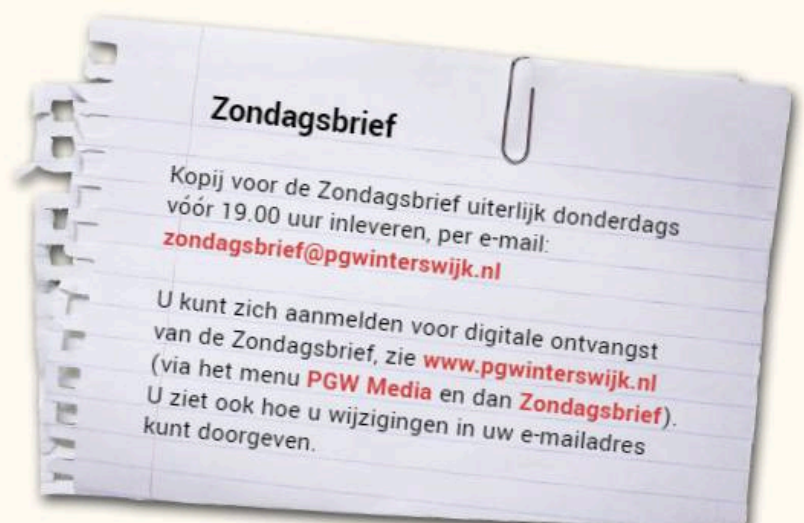 Zondagsbrief
Kopij voor de Zondagsbrief uiterlijk donderdags
vóór 19.00 uur inleveren, per e-mail:
zondagsbrief@pgwinterswijk.nl
U kunt zich aanmelden voor digitale ontvangst
van de Zondagsbrief, zie www.pgwinterswijk.nl
(via het menu PGW Media en dan Zondagsbrief).
U ziet ook hoe u wijzigingen in uw e-mailadres
kunt doorgeven.